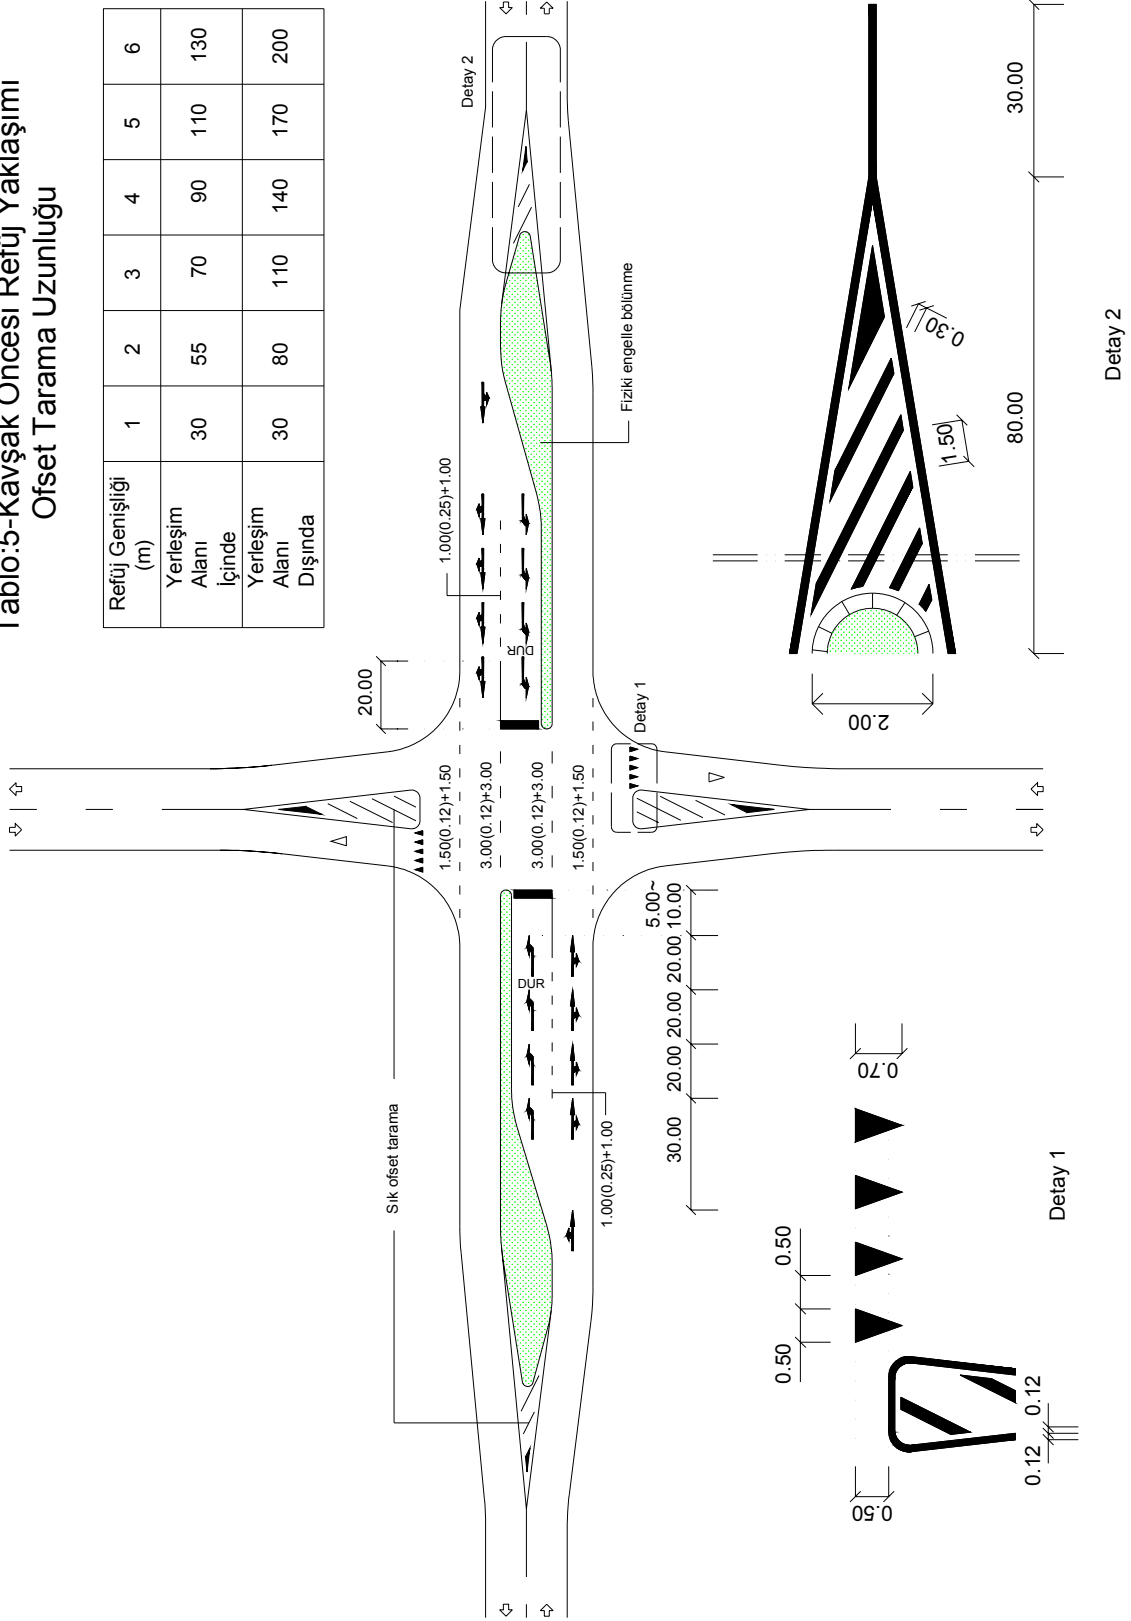 Tablo:5-Kavşak Öncesi Refüj Yaklaşımı
Ofset Tarama Uzunluğu
Refüj Genişliği
(m)
1
2
3
4
5
6
Yerleşim
Alanı
İçinde
30
55
70
90
110
130
Yerleşim
Alanı
Dışında
30
80
110
140
170
200
Detay 2
Fiziki engelle bölünme
1.00(0.25)+1.00
DUR
20.00
Detay 1
1.50(0.12)+1.50
3.00(0.12)+3.00
3.00(0.12)+3.00
1.50(0.12)+1.50
Sık ofset tarama
DUR
5.00~
10.00
20.00
20.00
20.00
30.00
1.00(0.25)+1.00
0.50
0.50
0.70
0.50
0.12
0.12
Detay 1
2.00
80.00
30.00
1.50
0.30
Detay 2